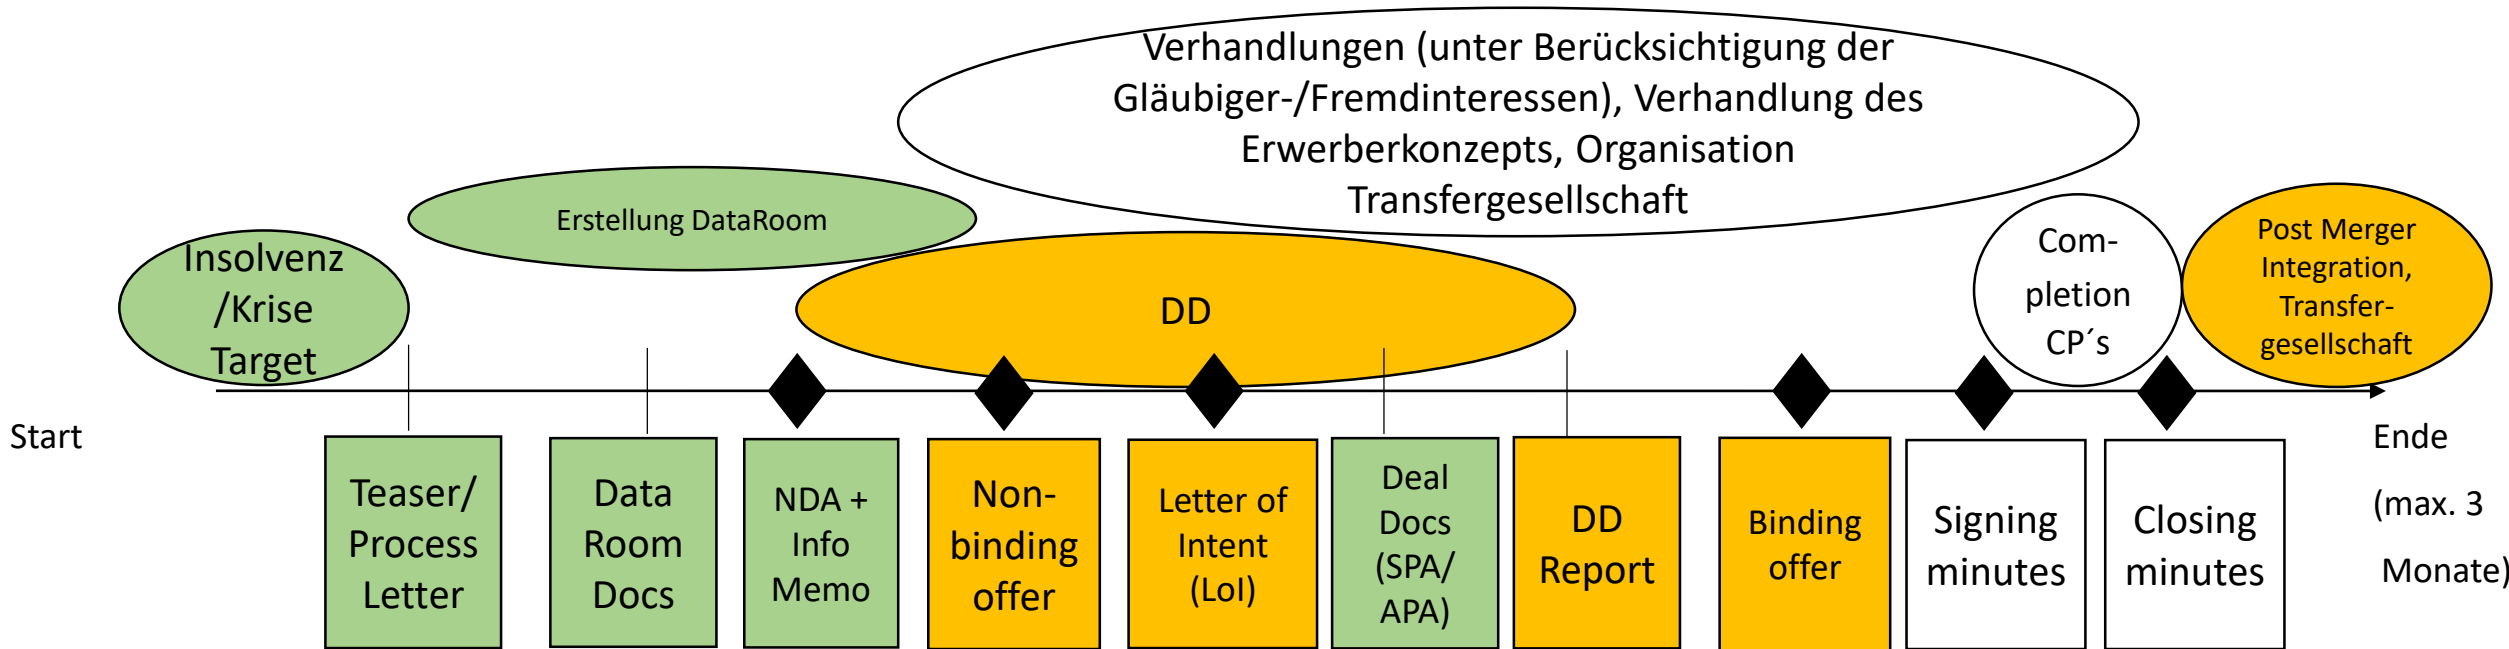 Verhandlungen (unter Berücksichtigung der
Gläubiger-/Fremdinteressen), Verhandlung des
Erwerberkonzepts, Organisation
Transfergesellschaft
Erstellung DataRoom
Insolvenz
/Krise
Target
DD
Com-
pletion
CP´s
Post Merger
Integration,
Transfer-
gesellschaft
Start
Teaser/
Process
Letter
Data
Room
Docs
NDA +
Info
Memo
Non-
binding
offer
Letter of
Intent
(LoI)
Deal
Docs
(SPA/
APA)
DD
Report
Binding
offer
Signing
minutes
Closing
minutes
Ende
(max. 3
Monate)